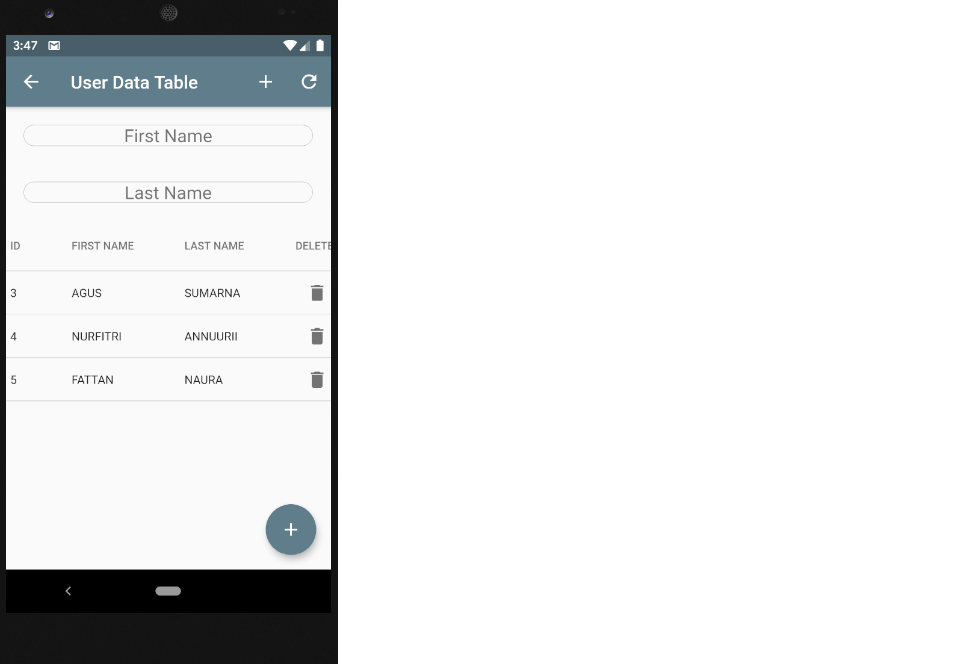 3:47
User Data Table
First Name
Last Name
ID FIRST NAME LAST NAME DELETE
3 AGUS SUMARNA
4 NURFITRI ANNUURII
5 FATTAN NAURA